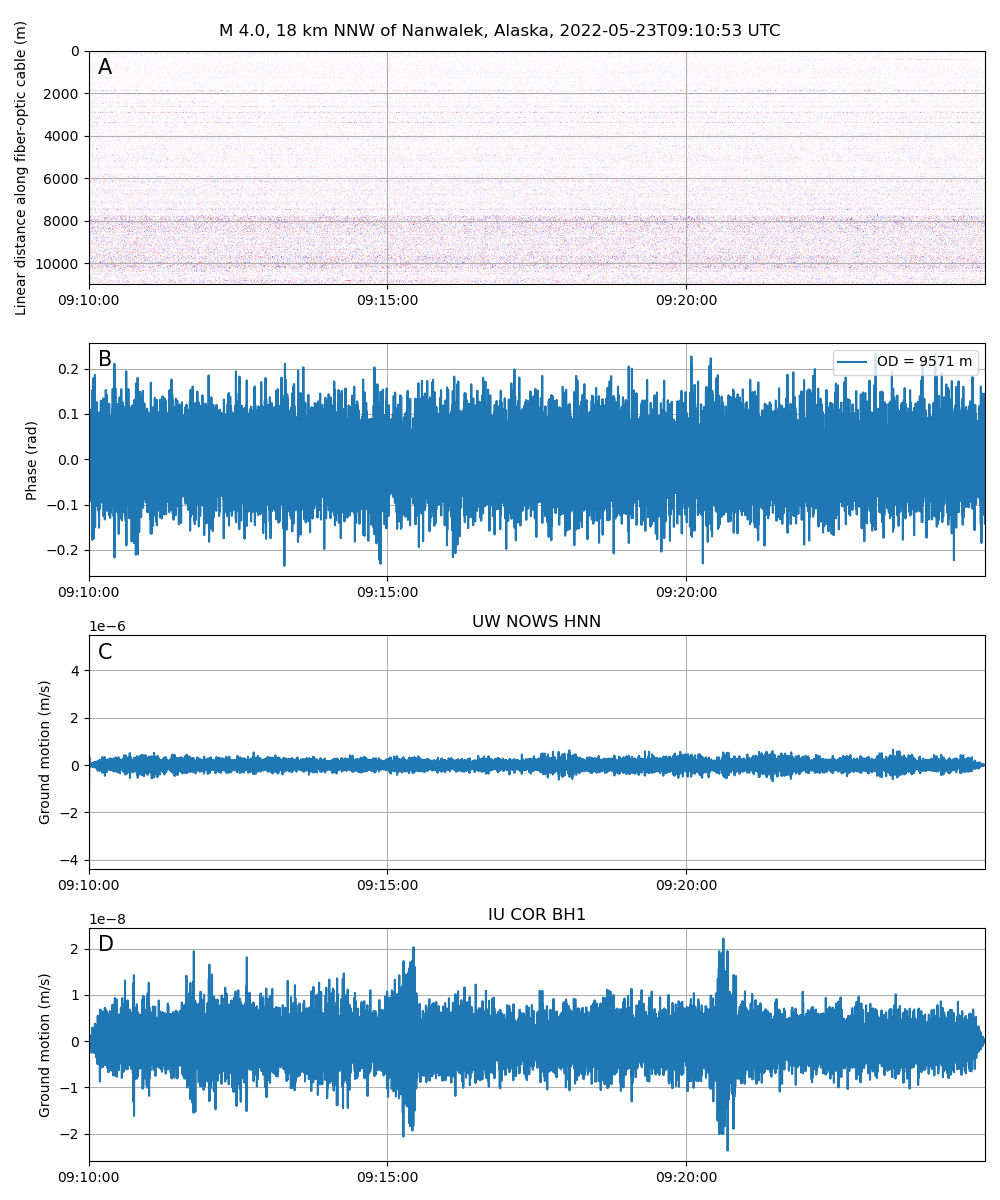 M 4.0, 18 km NNW of Nanwalek, Alaska, 2022-05-23T09:10:53 UTC
A
Linear distance along fiber-optic cable (m)
0
2000
4000
6000
8000
10000
09:10:00 09:15:00 09:20:00
B
OD = 9571 m
Phase (rad)
0.2
0.1
0.0
−0.1
−0.2
09:10:00 09:15:00 09:20:00
UW NOWS HNN
1e−6
C
Ground motion (m/s)
4
2
0
−2
−4
09:10:00 09:15:00 09:20:00
IU COR BH1
1e−8
D
Ground motion (m/s)
2
1
0
−1
−2
09:10:00 09:15:00 09:20:00